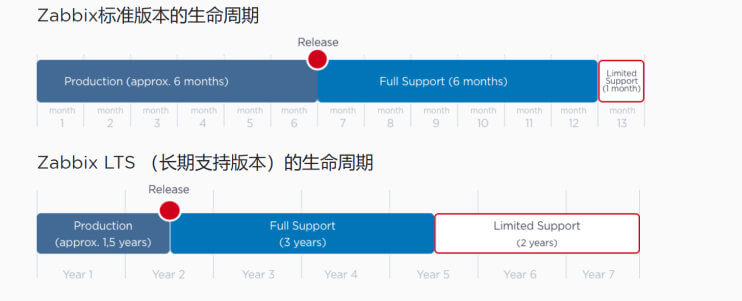 Zabbix标准版本的生命周期
Release
Production (approx. 6 months)
Full Support (6 months)
Limited
Support
(1 month)
month month month month month month month month month month month month month
1 2 3 4 5 6 7 8 9 10 11 12 13
Zabbix LTS （长期支持版本）的生命周期
Release
Production
(approx. 1,5 years)
Full Support
(3 years)
Limited Support
(2 years)
Year 1 Year 2 Year 3 Year 4 Year 5 Year 6 Year 7